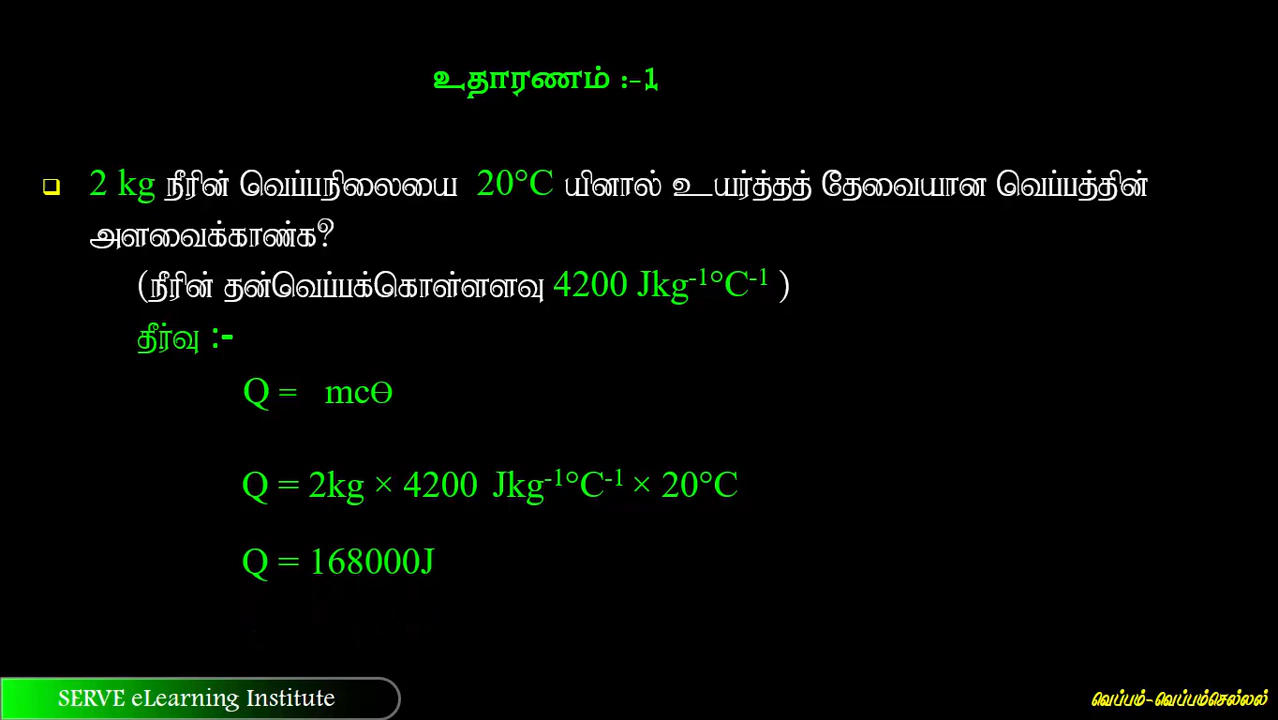 உதாரணம் :-1
❑ 2 kg நீரின் வெப்பநிலையை 20°C யினால் உயர்த்தத் தேவையான வெப்பத்தின்
அளவைக்காண்க?
(நீரின் தன்வெப்பக்கொள்ளளவு 4200 Jkg⁻¹°C⁻¹ )
தீர்வு :-
Q = mcӨ
Q = 2kg × 4200 Jkg⁻¹°C⁻¹ × 20°C
Q = 168000J
SERVE eLearning Institute
வெப்பம்-வெப்பம்செல்லல்